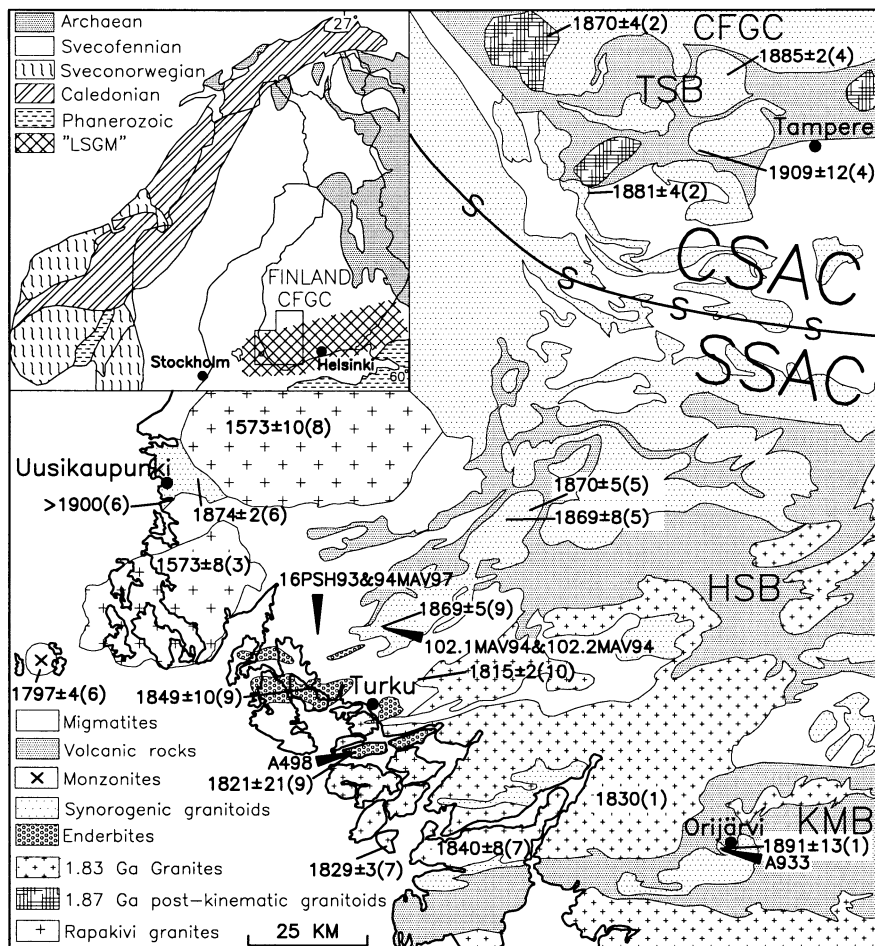 Archaean
Svecofennian
Sveconorwegian
Caledonian
Phanerozoic
"LSGM"
27°
FINLAND
CFGC
Stockholm
Helsinki
60°
1870±4(2)
CFGC
1885±2(4)
TSB
Tampere
1909±12(4)
1881±4(2)
S
S
S
S
CSAC
SSAC
1573±10(8)
Uusikaupunki
>1900(6)
1874±2(6)
1870±5(5)
1869±8(5)
1573±8(3)
16PSH93&94MAV97
HSB
1869±5(9)
102.1MAV94&102.2MAV94
1815±2(10)
1797±4(6)
1849±10(9)
Turku
A498
1821±21(9)
1830(1)
1829±3(7)
1840±8(7)
Orijärvi
KMB
1891±13(1)
A933
Migmatites
Volcanic rocks
Monzonites
Synorogenic granitoids
Enderbites
1.83 Ga Granites
1.87 Ga post-kinematic granitoids
Rapakivi granites
25 KM